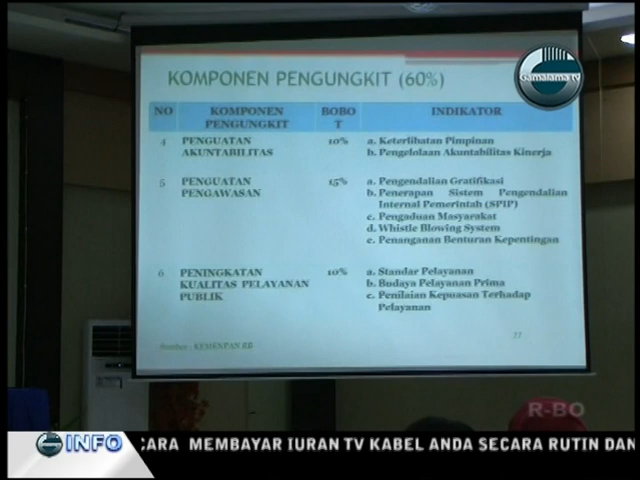 KOMPONEN PENGUNGKIT (60%)
Gamalama tv
NO KOMPONEN PENGUNGKIT BOBOT INDIKATOR
4 PENGUATAN AKUNTABILITAS 10% a. Keterlibatan Pimpinan
b. Pengelolaan Akuntabilitas Kinerja
5 PENGUATAN PENGAWASAN 15% a. Pengendalian Gratifikasi
b. Penerapan Sistem Pengendalian
Internal Pemerintah (SPIP)
c. Pengaduan Masyarakat
d. Whistle Blowing System
e. Penanganan Benturan Kepentingan
6 PENINGKATAN KUALITAS PELAYANAN PUBLIK 10% a. Standar Pelayanan
b. Budaya Pelayanan Prima
c. Penilaian Kepuasan Terhadap
Pelayanan
Sumber : KEMENPAN RB
77
R-BO
INFO CARA MEMBAYAR IURAN TV KABEL ANDA SECARA RUTIN DAN